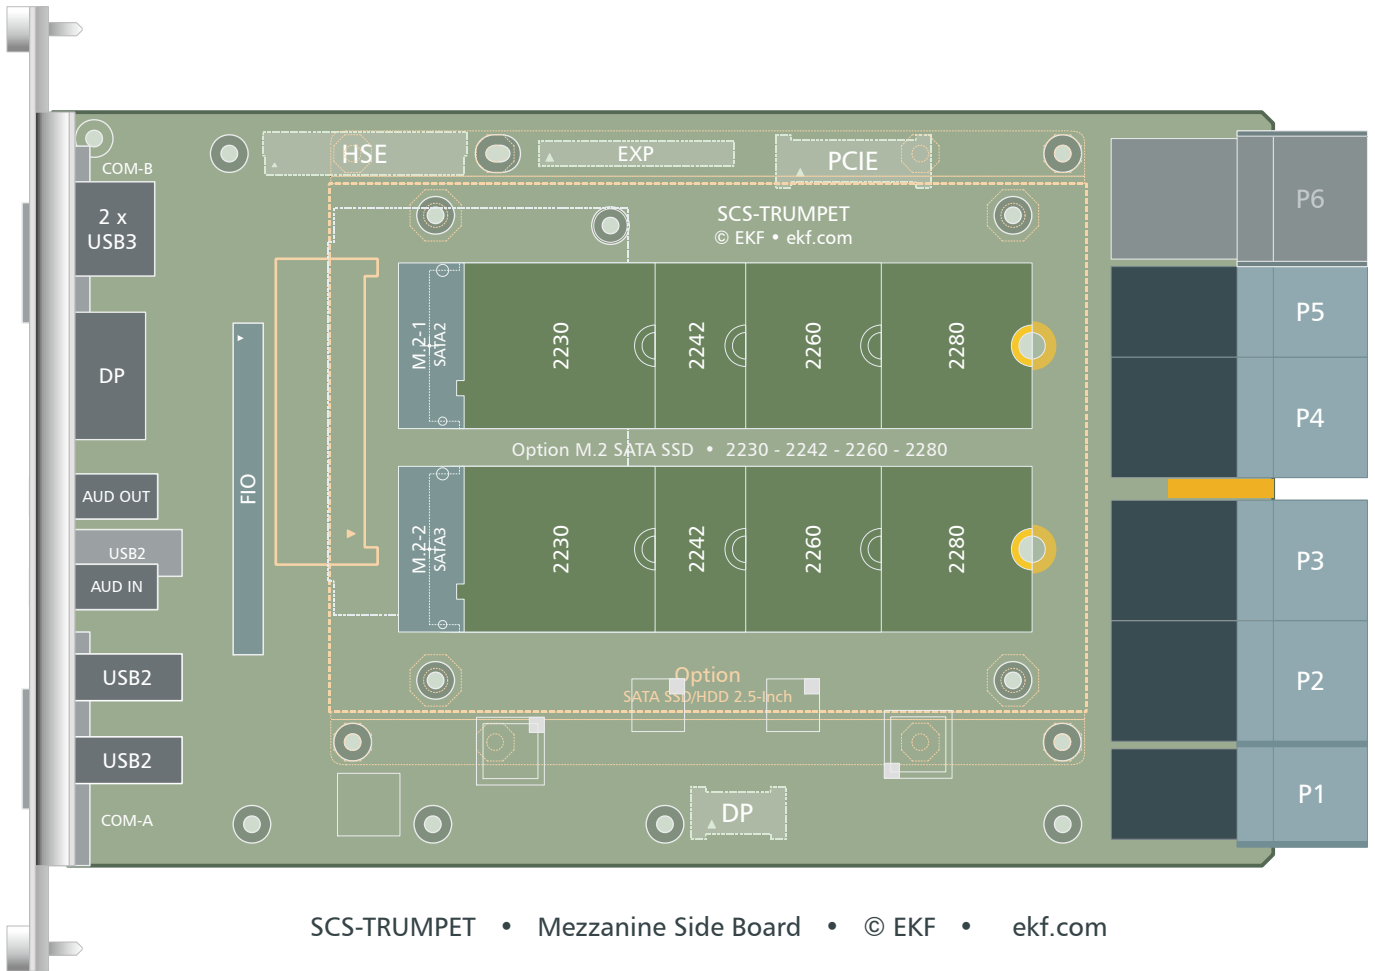 COM-B
HSE
EXP
PCIE
P6
2 x
USB3
SCS-TRUMPET
© EKF • ekf.com
P5
DP
M.2-1
SATA2
2230
2242
2260
2280
P4
Option M.2 SATA SSD • 2230 - 2242 - 2260 - 2280
FIO
AUD OUT
USB2
AUD IN
M.2-2
SATA3
2230
2242
2260
2280
P3
USB2
Option
SATA SSD/HDD 2.5-Inch
P2
USB2
COM-A
DP
P1
SCS-TRUMPET • Mezzanine Side Board • © EKF • ekf.com